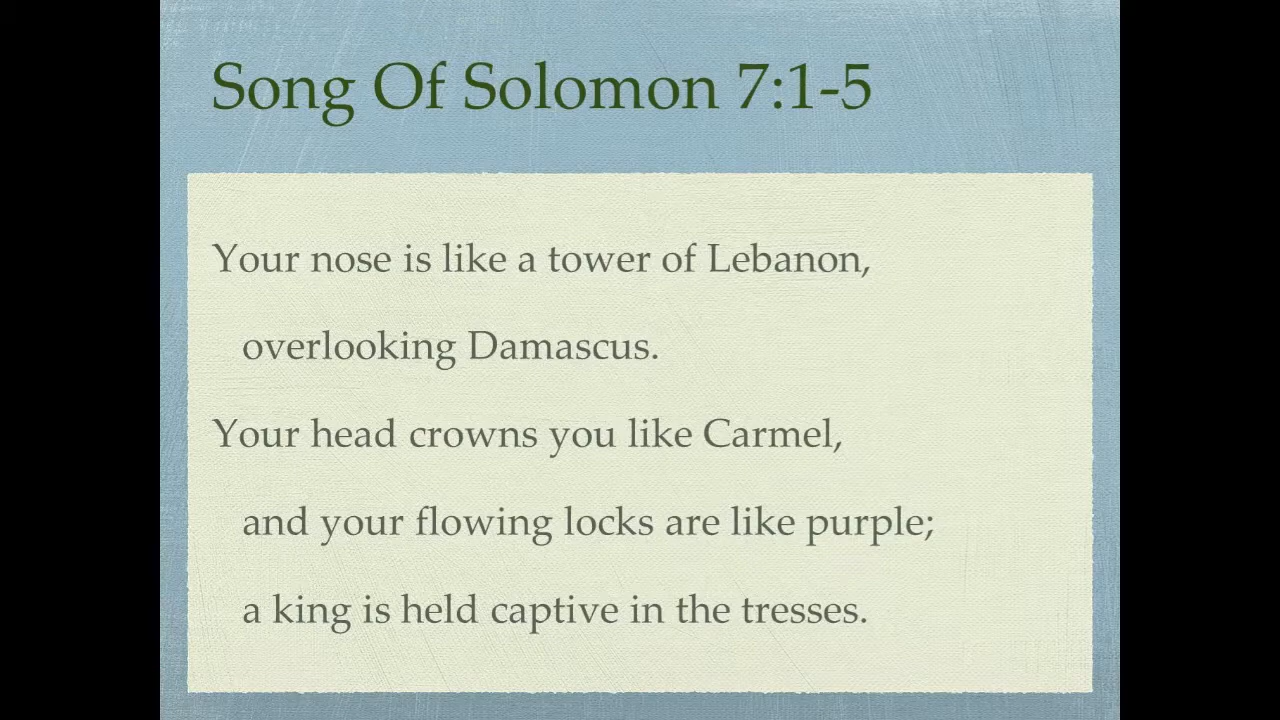 Song Of Solomon 7:1-5
Your nose is like a tower of Lebanon,
overlooking Damascus.
Your head crowns you like Carmel,
and your flowing locks are like purple;
a king is held captive in the tresses.